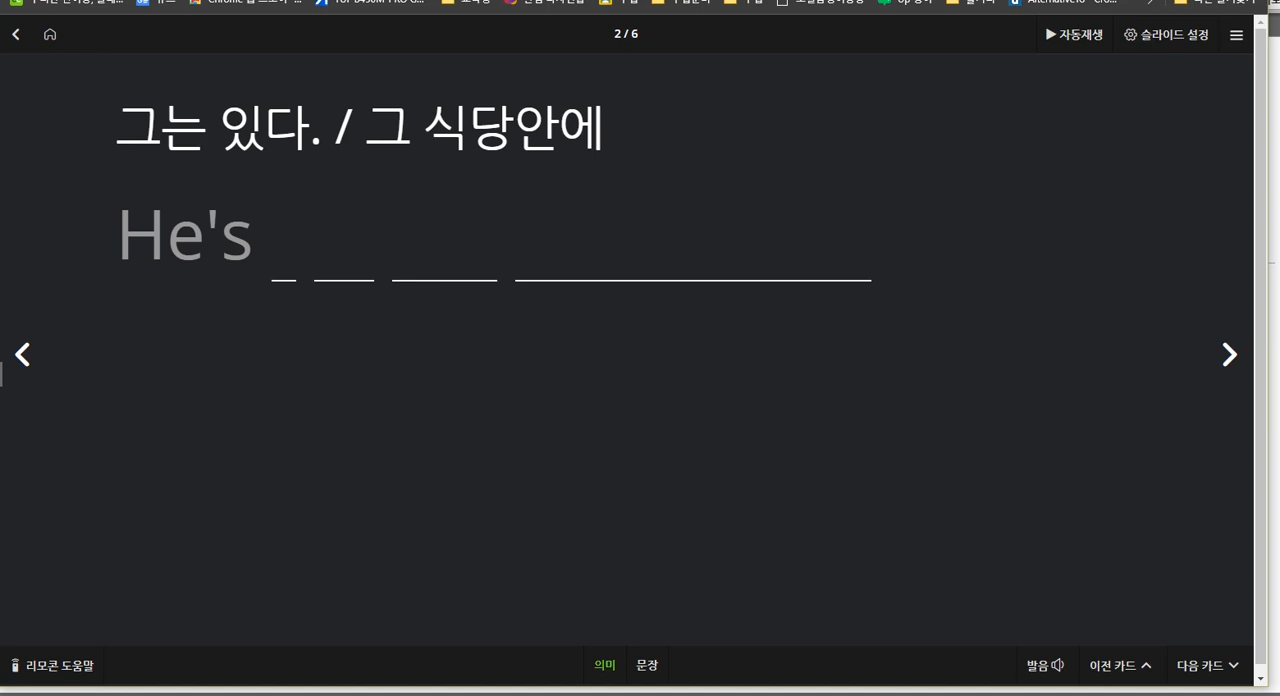 2 / 6
자동재생
슬라이드 설정
그는 있다. / 그 식당안에
He's
리모콘 도움말
의미
문장
발음
이전 카드
다음 카드